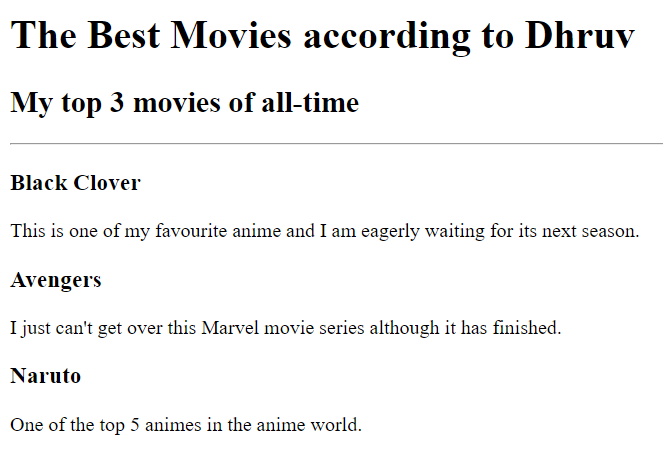 The Best Movies according to Dhruv
My top 3 movies of all-time
Black Clover
This is one of my favourite anime and I am eagerly waiting for its next season.
Avengers
I just can't get over this Marvel movie series although it has finished.
Naruto
One of the top 5 animes in the anime world.